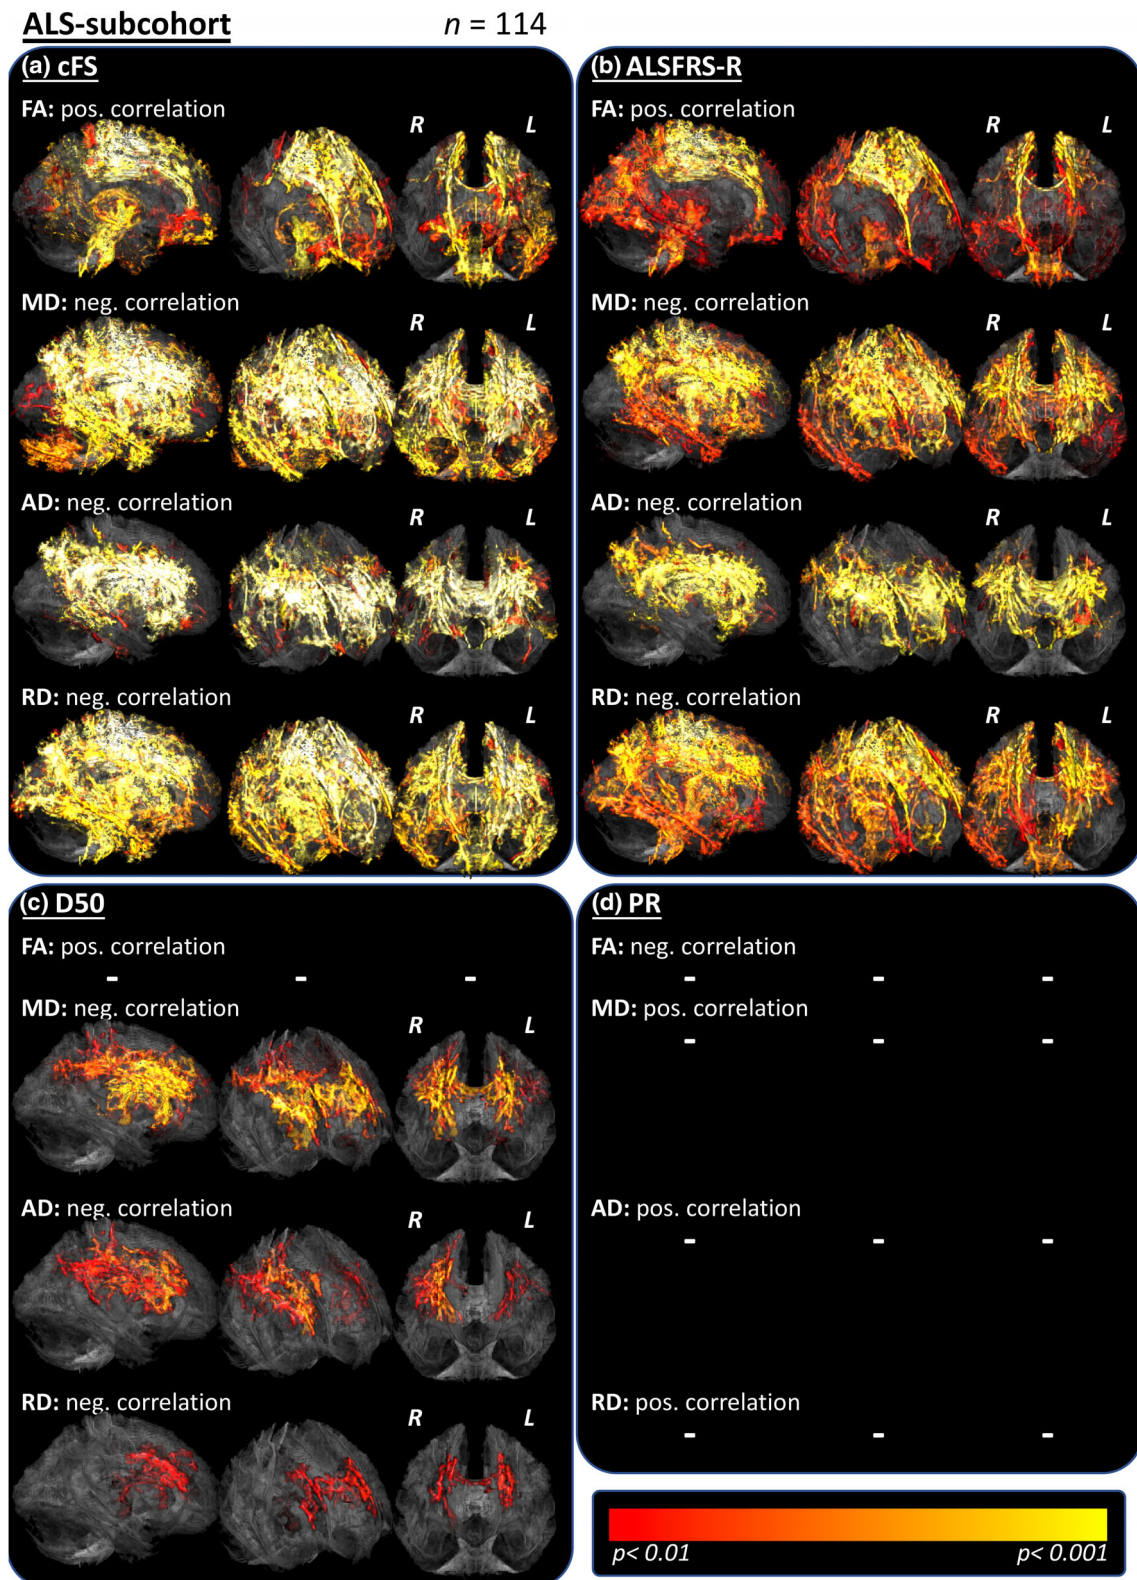 ALS-subcohort n = 114
(a) cFS
FA: pos. correlation
R L
MD: neg. correlation
R L
AD: neg. correlation
R L
RD: neg. correlation
R L
(b) ALSFRS-R
FA: pos. correlation
R L
MD: neg. correlation
R L
AD: neg. correlation
R L
RD: neg. correlation
R L
(c) D50
FA: pos. correlation
- - -
MD: neg. correlation
R L
AD: neg. correlation
R L
RD: neg. correlation
R L
(d) PR
FA: neg. correlation
- - -
MD: pos. correlation
- - -
AD: pos. correlation
- - -
RD: pos. correlation
- - -
p< 0.01 p< 0.001